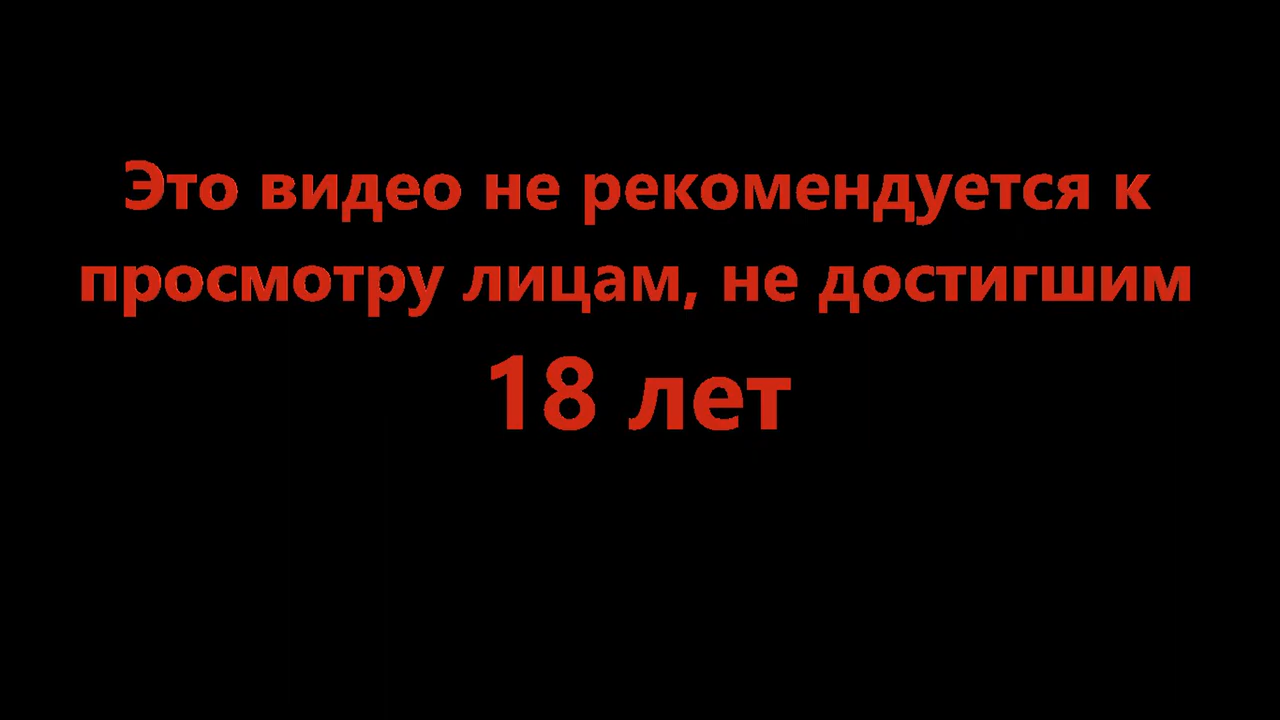 Это видео не рекомендуется к
просмотру лицам, не достигшим
18 лет